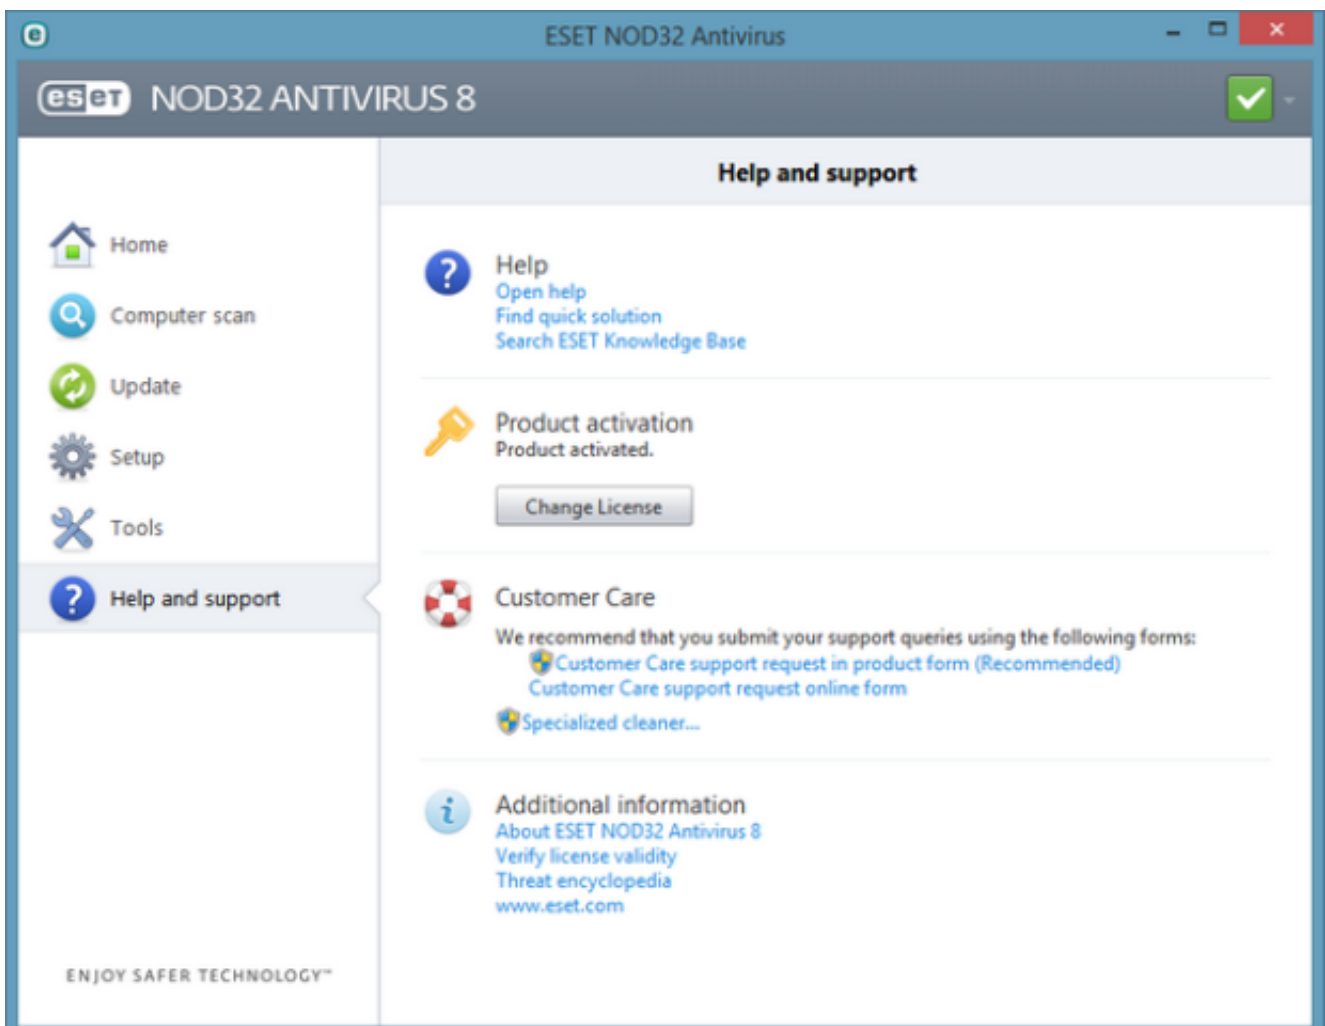 e
ESET NOD32 Antivirus
eset NOD32 ANTIVIRUS 8
Help and support
Home
Computer scan
Update
Setup
Tools
Help and support
ENJOY SAFER TECHNOLOGY™
Help
Open help
Find quick solution
Search ESET Knowledge Base
Product activation
Product activated.
Change License
Customer Care
We recommend that you submit your support queries using the following forms:
Customer Care support request in product form (Recommended)
Customer Care support request online form
Specialized cleaner...
Additional information
About ESET NOD32 Antivirus 8
Verify license validity
Threat encyclopedia
www.eset.com